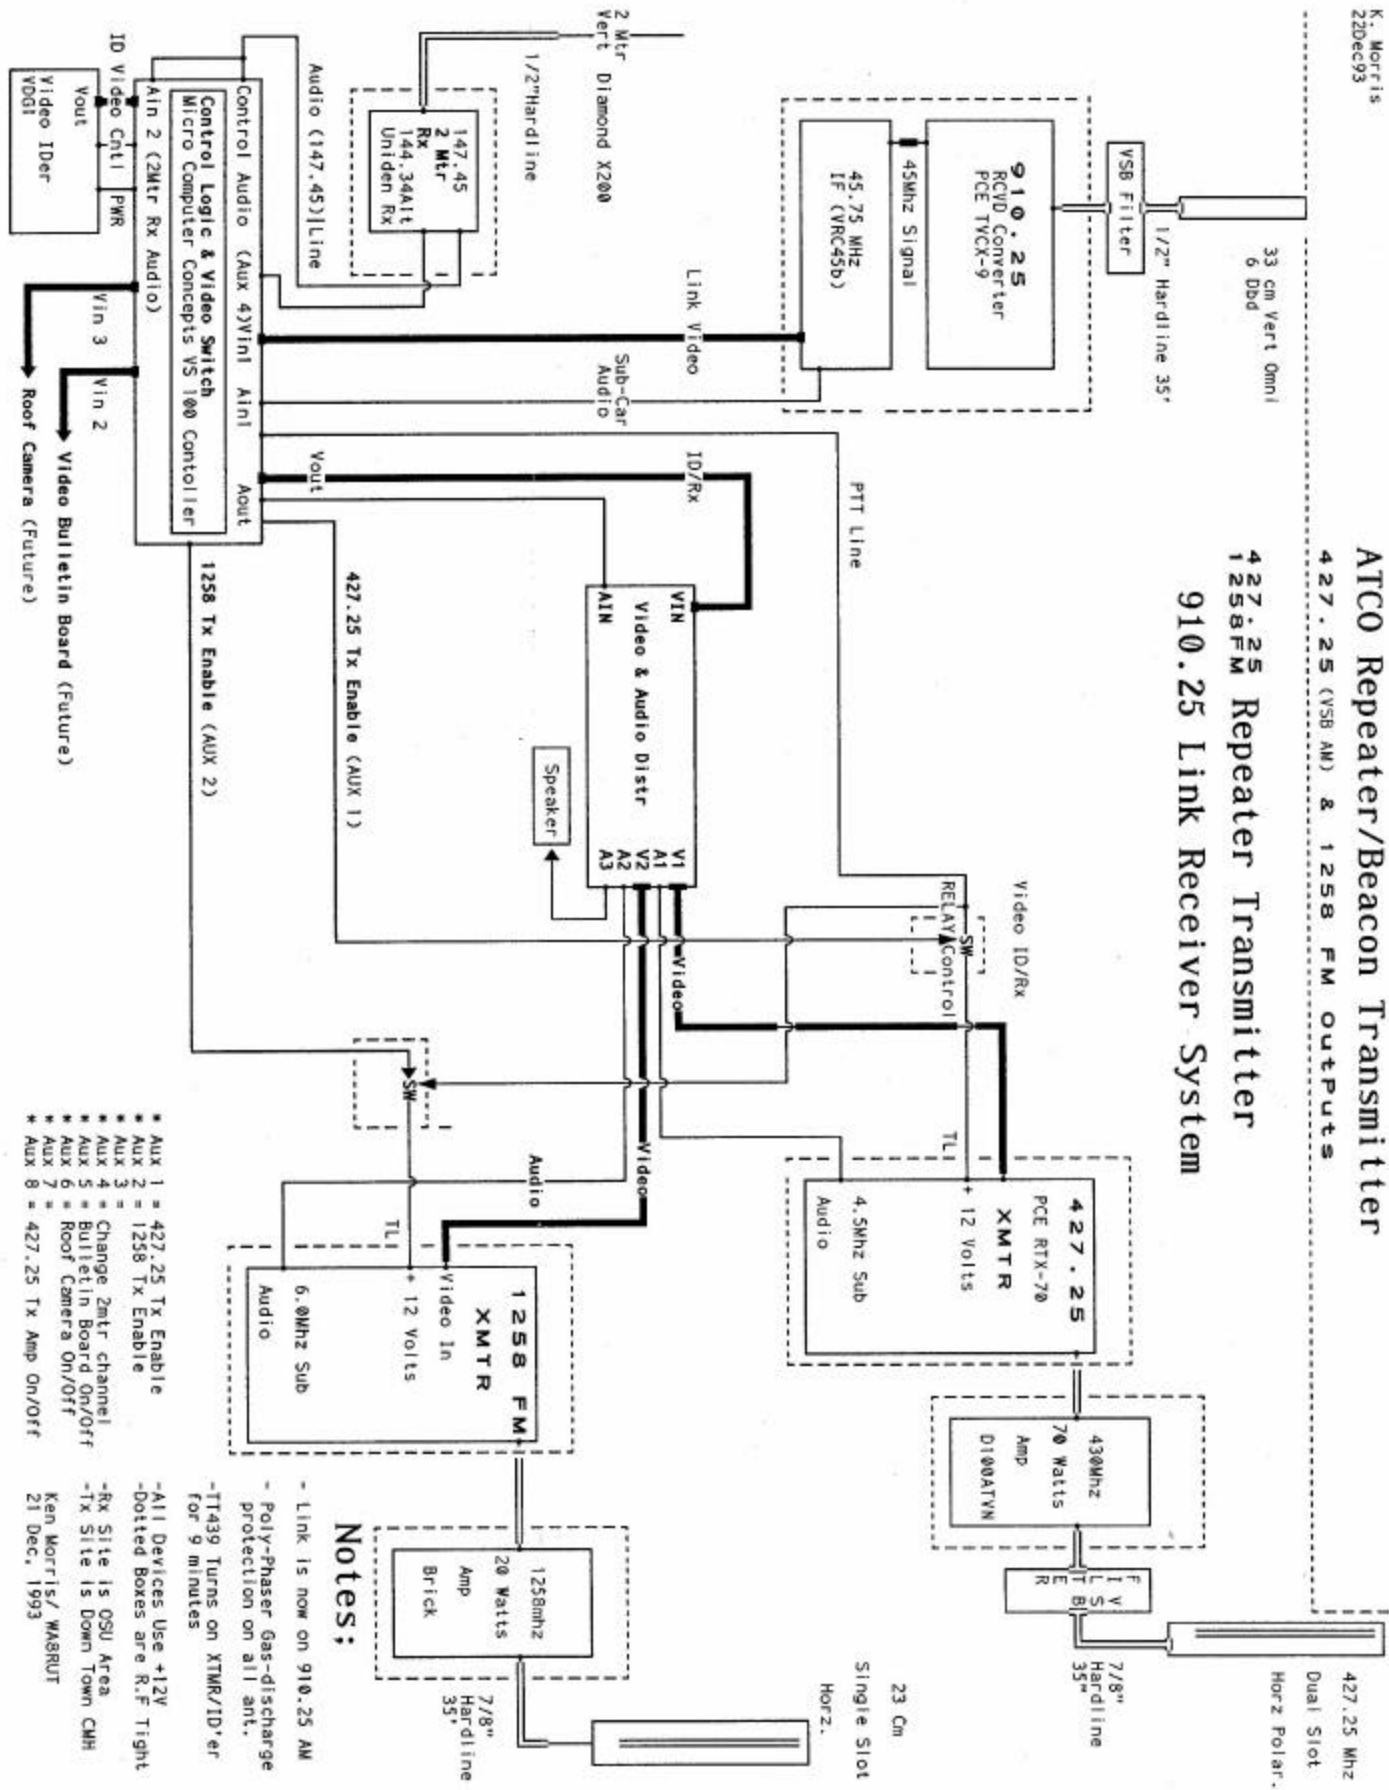 K. Morris
22Dec93
ATCO Repeater/Beacon Transmitter
427.25 (VSB AM) & 1258 FM OutPuts
427.25
1258FM Repeater Transmitter
910.25 Link Receiver System
33 cm Vert Omni
6 Dbd
1/2" Hardline 35'
VSB Filter
910.25
RCVD Converter
PCE TVCX-9
45Mhz Signal
45.75 MHz
IF (VRC45b)
2 Mtr
Vert
Diamond X200
1/2"Hardline
147.45
2 Mtr
Rx
144.34Alt
Uniden Rx
Audio (147.45)
Line
Link Video
Sub-Car
Audio
PTT Line
ID/Rx
Vout
Control Audio (Aux 4)
Vin1
Ain1
Aout
Control Logic & Video Switch
Micro Computer Concepts VS 100 Contoller
Ain 2 (2Mtr Rx Audio)
ID Video Cntl
PWR
Vout
Video IDer
VDG1
Vin 3
Vin 2
Roof Camera (Future)
Video Bulletin Board (Future)
1258 Tx Enable (AUX 2)
427.25 Tx Enable (AUX 1)
VIN
AIN
Video & Audio Distr
V1
A1
V2
A2
A3
Speaker
Video ID/Rx
RELAY Control
SW
Video
TL
427.25
PCE RTX-70
XMTR
+ 12 Volts
4.5Mhz Sub
Audio
430Mhz
70 Watts
Amp
D100ATVN
VSB
FILTER
7/8"
Hardline
35"
427.25 Mhz
Dual Slot
Horz Polar.
SW
Video
Audio
TL
1258 FM
XMTR
Video In
+ 12 Volts
6.0Mhz Sub
Audio
1258mhz
20 Watts
Amp
Brick
7/8"
Hardline
35'
23 Cm
Single Slot
Horz.
* Aux 1 = 427.25 Tx Enable
* Aux 2 = 1258 Tx Enable
* Aux 3 =
* Aux 4 = Change 2mtr channel
* Aux 5 = Bulletin Board On/Off
* Aux 6 = Roof Camera On/Off
* Aux 7 =
* Aux 8 = 427.25 Tx Amp On/Off
Notes;
- Link is now on 910.25 AM
- Poly-Phaser Gas-discharge
protection on all ant.
-TT439 Turns on XTMR/ID'er
for 9 minutes
-All Devices Use +12V
-Dotted Boxes are R.F Tight
-Rx Site is OSU Area
-Tx Site is Down Town CMH
Ken Morris/ WA8RUT
21 Dec, 1993